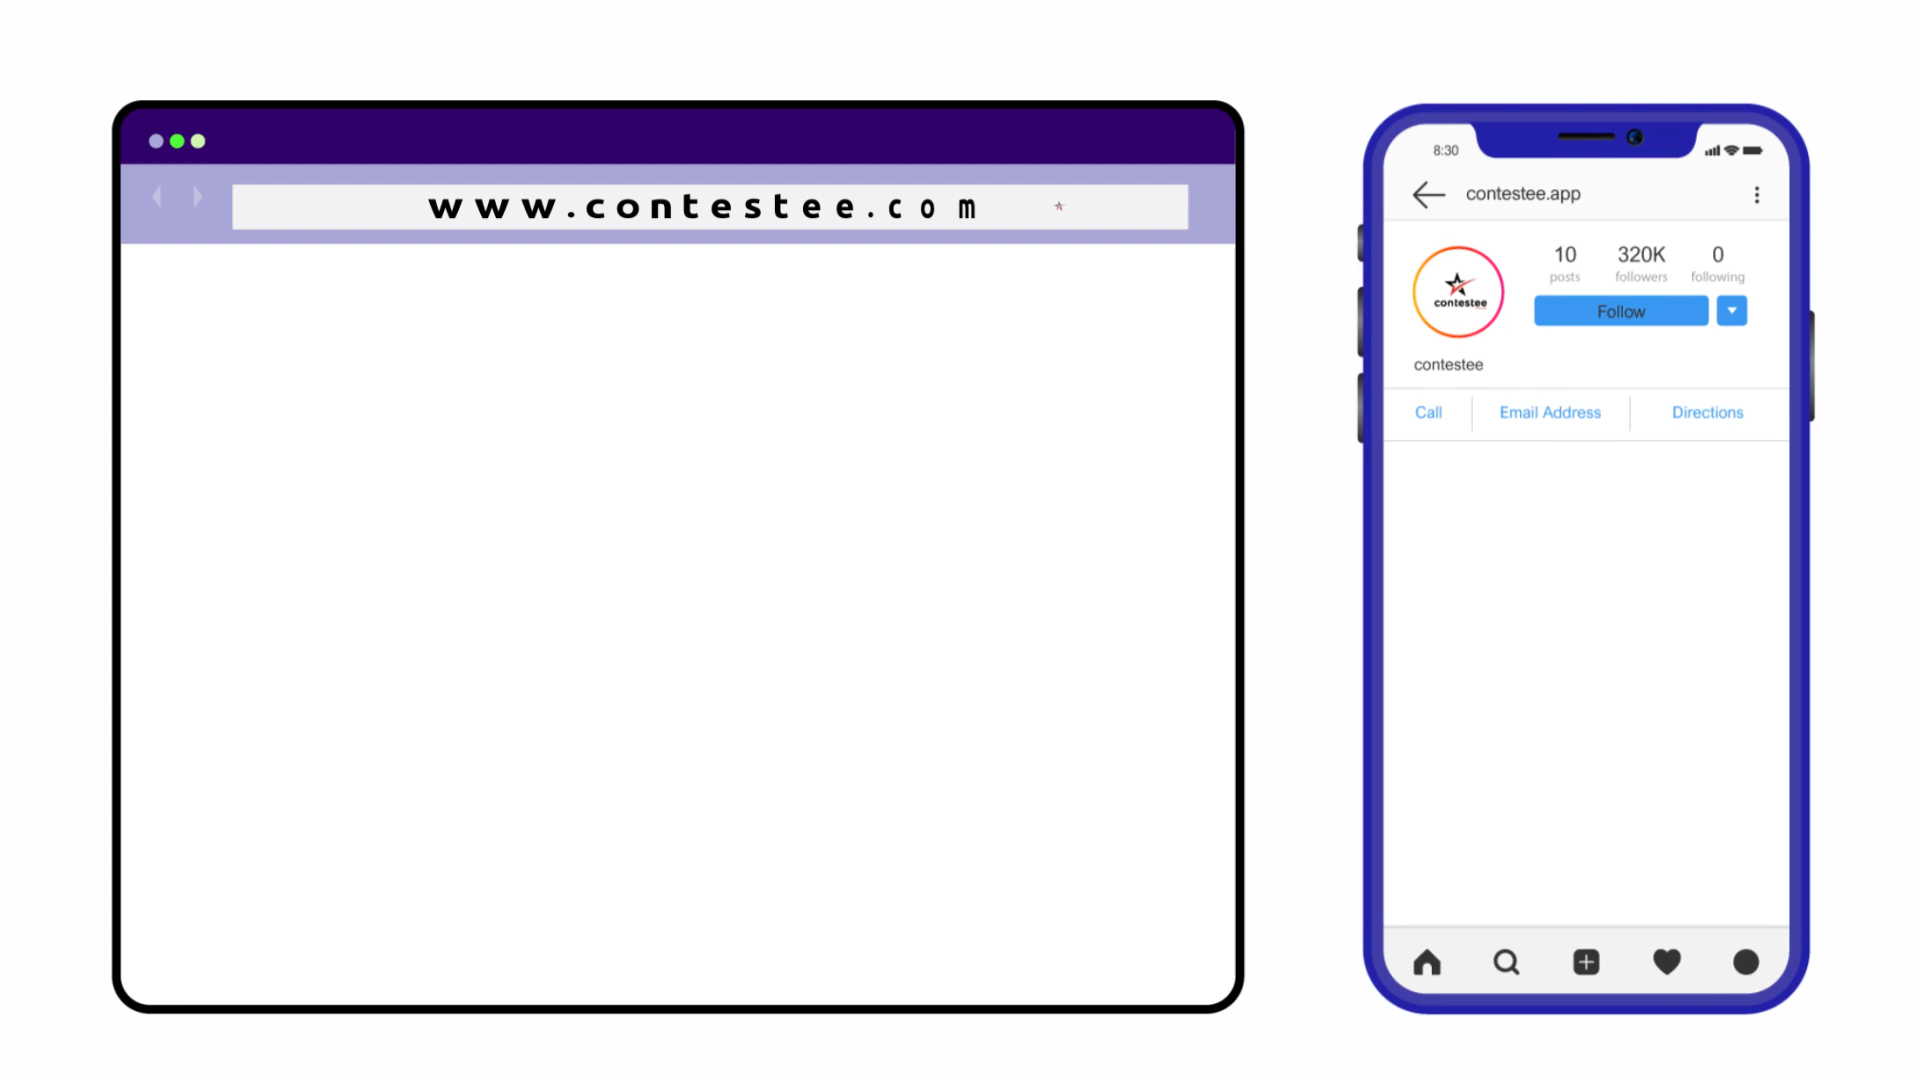 www.contestee.com
8:30
contestee.app
10 320K 0
posts followers following
Follow
contestee
contestee
Call Email Address Directions